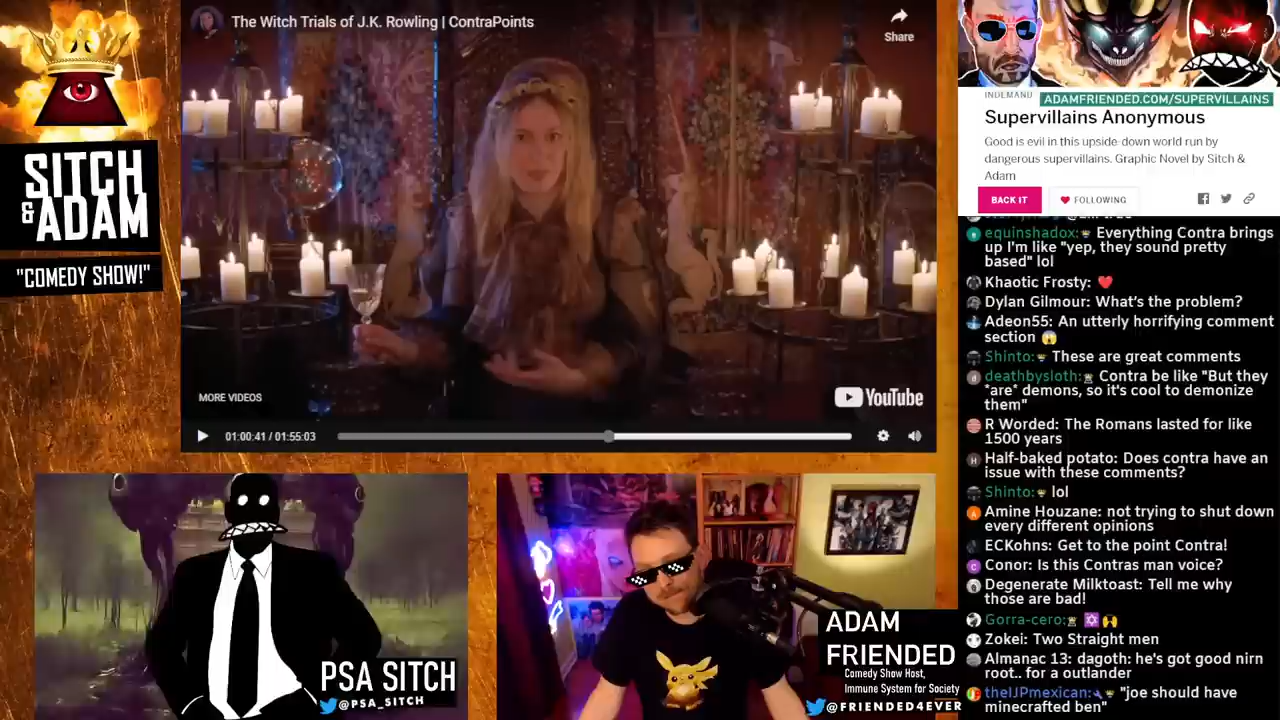 The Witch Trials of J.K. Rowling | ContraPoints
Share
MORE VIDEOS
YouTube
01:00:41 / 01:55:03
SITCH
& ADAM
"COMEDY SHOW!"
PSA SITCH
@PSA_SITCH
ADAM
FRIENDED
Comedy Show Host,
Immune System for Society
@FRIENDED4EVER
INDEMAND
ADAMFRIENDED.COM/SUPERVILLAINS
Supervillains Anonymous
Good is evil in this upside-down world run by
dangerous supervillains. Graphic Novel by Sitch &
Adam
BACK IT
FOLLOWING
equinshadox: Everything Contra brings
up I'm like "yep, they sound pretty
based" lol
Khaotic Frosty: ❤️
Dylan Gilmour: What's the problem?
Adeon55: An utterly horrifying comment
section 😱
Shinto: These are great comments
deathbysloth: Contra be like "But they
*are* demons, so it's cool to demonize
them"
R Worded: The Romans lasted for like
1500 years
Half-baked potato: Does contra have an
issue with these comments?
Shinto: lol
Amine Houzane: not trying to shut down
every different opinions
ECKohns: Get to the point Contra!
Conor: Is this Contras man voice?
Degenerate Milktoast: Tell me why
those are bad!
Gorra-cero: 🔯 🙌
Zokei: Two Straight men
Almanac 13: dagoth: he's got good nirn
root.. for a outlander
theIJPmexican: "joe should have
minecrafted ben"